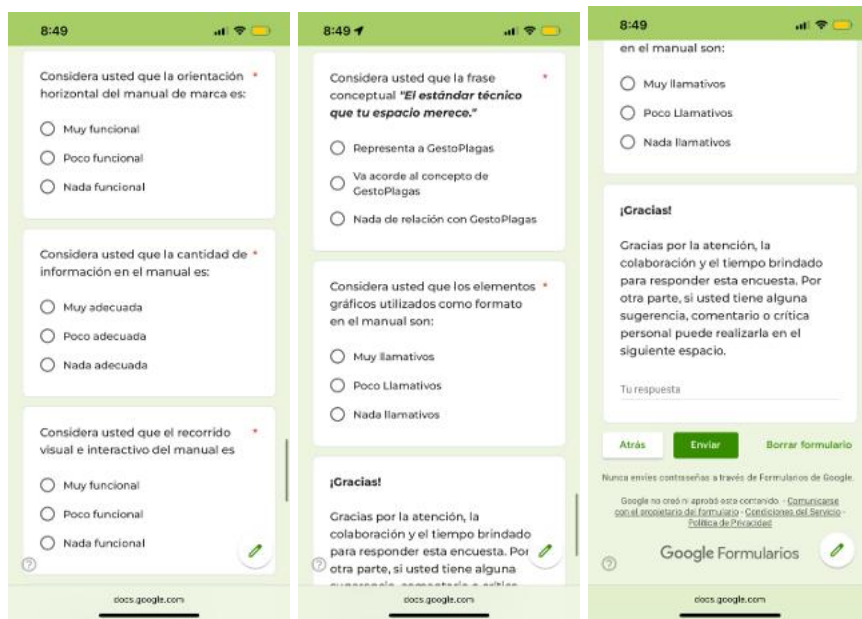 8:49
Considera usted que la orientación *
horizontal del manual de marca es:
Muy funcional
Poco funcional
Nada funcional
Considera usted que la cantidad de *
información en el manual es:
Muy adecuada
Poco adecuada
Nada adecuada
Considera usted que el recorrido *
visual e interactivo del manual es
Muy funcional
Poco funcional
Nada funcional
docs.google.com
8:49
Considera usted que la frase *
conceptual "El estándar técnico
que tu espacio merece."
Representa a GestoPlagas
Va acorde al concepto de
GestoPlagas
Nada de relación con GestoPlagas
Considera usted que los elementos *
gráficos utilizados como formato
en el manual son:
Muy llamativos
Poco Llamativos
Nada llamativos
¡Gracias!
Gracias por la atención, la
colaboración y el tiempo brindado
para responder esta encuesta. Por
otra parte, si usted tiene alguna
docs.google.com
8:49
en el manual son:
Muy llamativos
Poco Llamativos
Nada llamativos
¡Gracias!
Gracias por la atención, la
colaboración y el tiempo brindado
para responder esta encuesta. Por
otra parte, si usted tiene alguna
sugerencia, comentario o crítica
personal puede realizarla en el
siguiente espacio.
Tu respuesta
Atrás Enviar Borrar formulario
Nunca envíes contraseñas a través de Formularios de Google.
Google no creó ni aprobó este contenido. - Comunicarse
con el propietario del formulario - Condiciones del Servicio -
Política de Privacidad
Google Formularios
docs.google.com